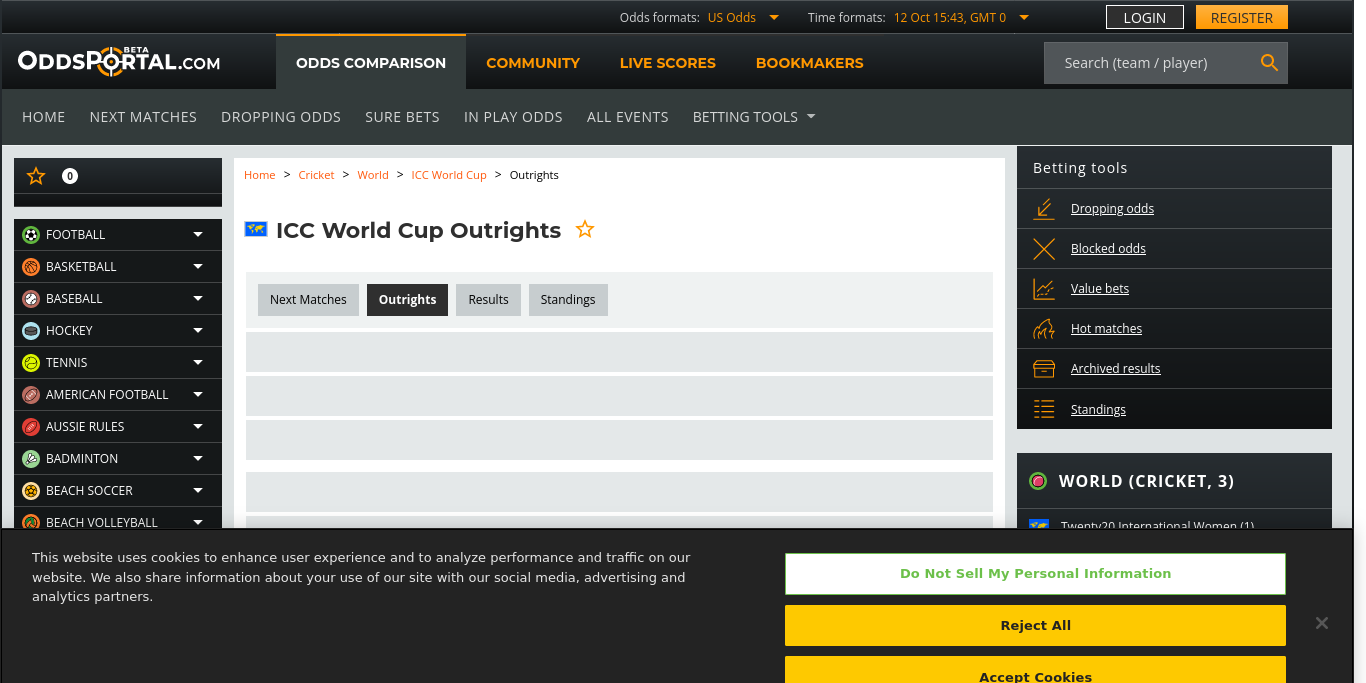 Odds formats: US Odds
Time formats: 12 Oct 15:43, GMT 0
LOGIN
REGISTER
ODDSPORTAL.COM
BETA
ODDS COMPARISON
COMMUNITY
LIVE SCORES
BOOKMAKERS
Search (team / player)
HOME
NEXT MATCHES
DROPPING ODDS
SURE BETS
IN PLAY ODDS
ALL EVENTS
BETTING TOOLS
0
FOOTBALL
BASKETBALL
BASEBALL
HOCKEY
TENNIS
AMERICAN FOOTBALL
AUSSIE RULES
BADMINTON
BEACH SOCCER
BEACH VOLLEYBALL
Home > Cricket > World > ICC World Cup > Outrights
ICC World Cup Outrights
Next Matches
Outrights
Results
Standings
Betting tools
Dropping odds
Blocked odds
Value bets
Hot matches
Archived results
Standings
WORLD (CRICKET, 3)
Twenty20 International Women (1)
This website uses cookies to enhance user experience and to analyze performance and traffic on our
website. We also share information about your use of our site with our social media, advertising and
analytics partners.
Do Not Sell My Personal Information
Reject All
Accept Cookies